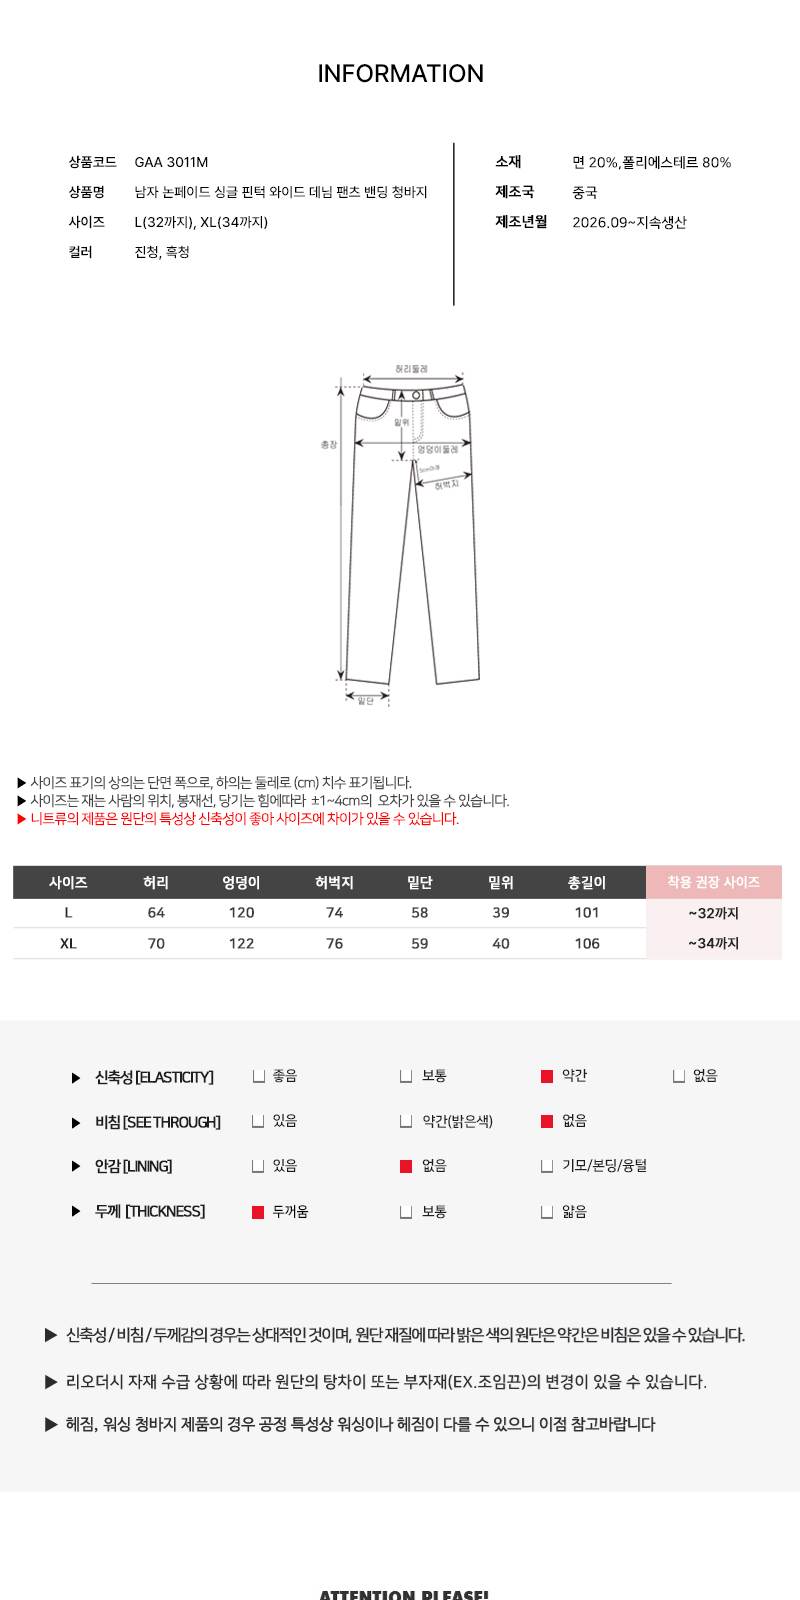 INFORMATION
상품코드 GAA 3011M
상품명 남자 논페이드 싱글 핀턱 와이드 데님 팬츠 밴딩 청바지
사이즈 L(32까지), XL(34까지)
컬러 진청, 흑청
소재 면 20%,폴리에스테르 80%
제조국 중국
제조년월 2026.09~지속생산
허리둘레
밑위
총장
엉덩이둘레
허벅지
밑단
▶ 사이즈 표기의 상의는 단면 폭으로, 하의는 둘레로 (cm) 치수 표기됩니다.
▶ 사이즈는 재는 사람의 위치, 봉재선, 당기는 힘에따라 ±1~4cm의 오차가 있을 수 있습니다.
▶ 니트류의 제품은 원단의 특성상 신축성이 좋아 사이즈에 차이가 있을 수 있습니다.
사이즈 허리 엉덩이 허벅지 밑단 밑위 총길이 착용 권장 사이즈
L 64 120 74 58 39 101 ~32까지
XL 70 122 76 59 40 106 ~34까지
▶ 신축성 [ELASTICITY] 좋음 보통 약간 없음
▶ 비침 [SEE THROUGH] 있음 약간(밝은색) 없음
▶ 안감 [LINING] 있음 없음 기모/본딩/융털
▶ 두께 [THICKNESS] 두꺼움 보통 얇음
▶ 신축성 / 비침 / 두께감의 경우는 상대적인 것이며, 원단 재질에 따라 밝은 색의 원단은 약간은 비침은 있을 수 있습니다.
▶ 리오더시 자재 수급 상황에 따라 원단의 탕차이 또는 부자재(EX.조임끈)의 변경이 있을 수 있습니다.
▶ 헤짐, 워싱 청바지 제품의 경우 공정 특성상 워싱이나 헤짐이 다를 수 있으니 이점 참고바랍니다
ATTENTION PLEASE!